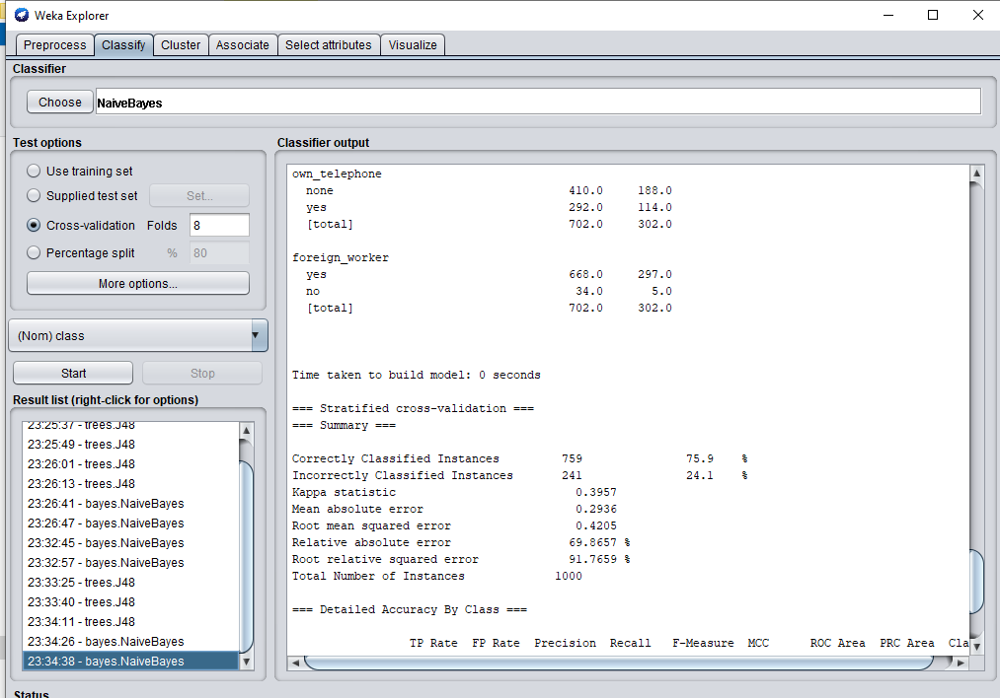 Weka Explorer
Preprocess Classify Cluster Associate Select attributes Visualize
Classifier
Choose NaiveBayes
Test options
Use training set
Supplied test set Set...
Cross-validation Folds 8
Percentage split % 80
More options...
(Nom) class
Start Stop
Result list (right-click for options)
23:25:37 - trees.J48
23:25:49 - trees.J48
23:26:01 - trees.J48
23:26:13 - trees.J48
23:26:41 - bayes.NaiveBayes
23:26:47 - bayes.NaiveBayes
23:32:45 - bayes.NaiveBayes
23:32:57 - bayes.NaiveBayes
23:33:25 - trees.J48
23:33:40 - trees.J48
23:34:11 - trees.J48
23:34:26 - bayes.NaiveBayes
23:34:38 - bayes.NaiveBayes
Classifier output
own_telephone
none 410.0 188.0
yes 292.0 114.0
[total] 702.0 302.0
foreign_worker
yes 668.0 297.0
no 34.0 5.0
[total] 702.0 302.0
Time taken to build model: 0 seconds
=== Stratified cross-validation ===
=== Summary ===
Correctly Classified Instances 759 75.9 %
Incorrectly Classified Instances 241 24.1 %
Kappa statistic 0.3957
Mean absolute error 0.2936
Root mean squared error 0.4205
Relative absolute error 69.8657 %
Root relative squared error 91.7659 %
Total Number of Instances 1000
=== Detailed Accuracy By Class ===
TP Rate FP Rate Precision Recall F-Measure MCC ROC Area PRC Area Cla
Status